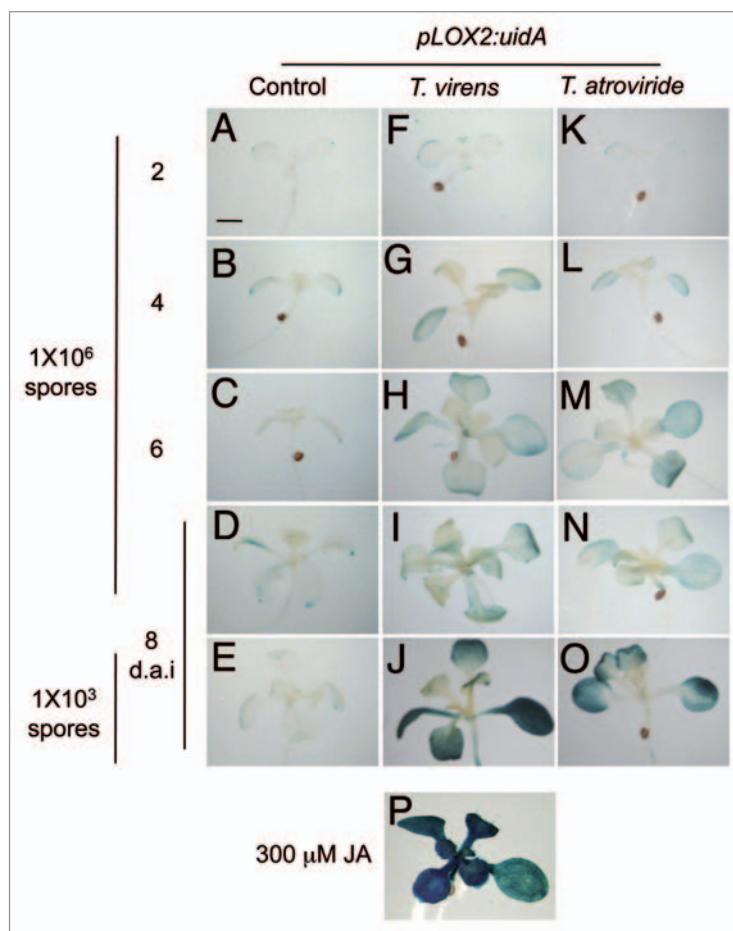 pLOX2:uidA
Control T. virens T. atroviride
A F K
2
B G L
4
1X10⁶
spores
C H M
6
D I N
8
d.a.i
E J O
1X10³
spores
P
300 μM JA